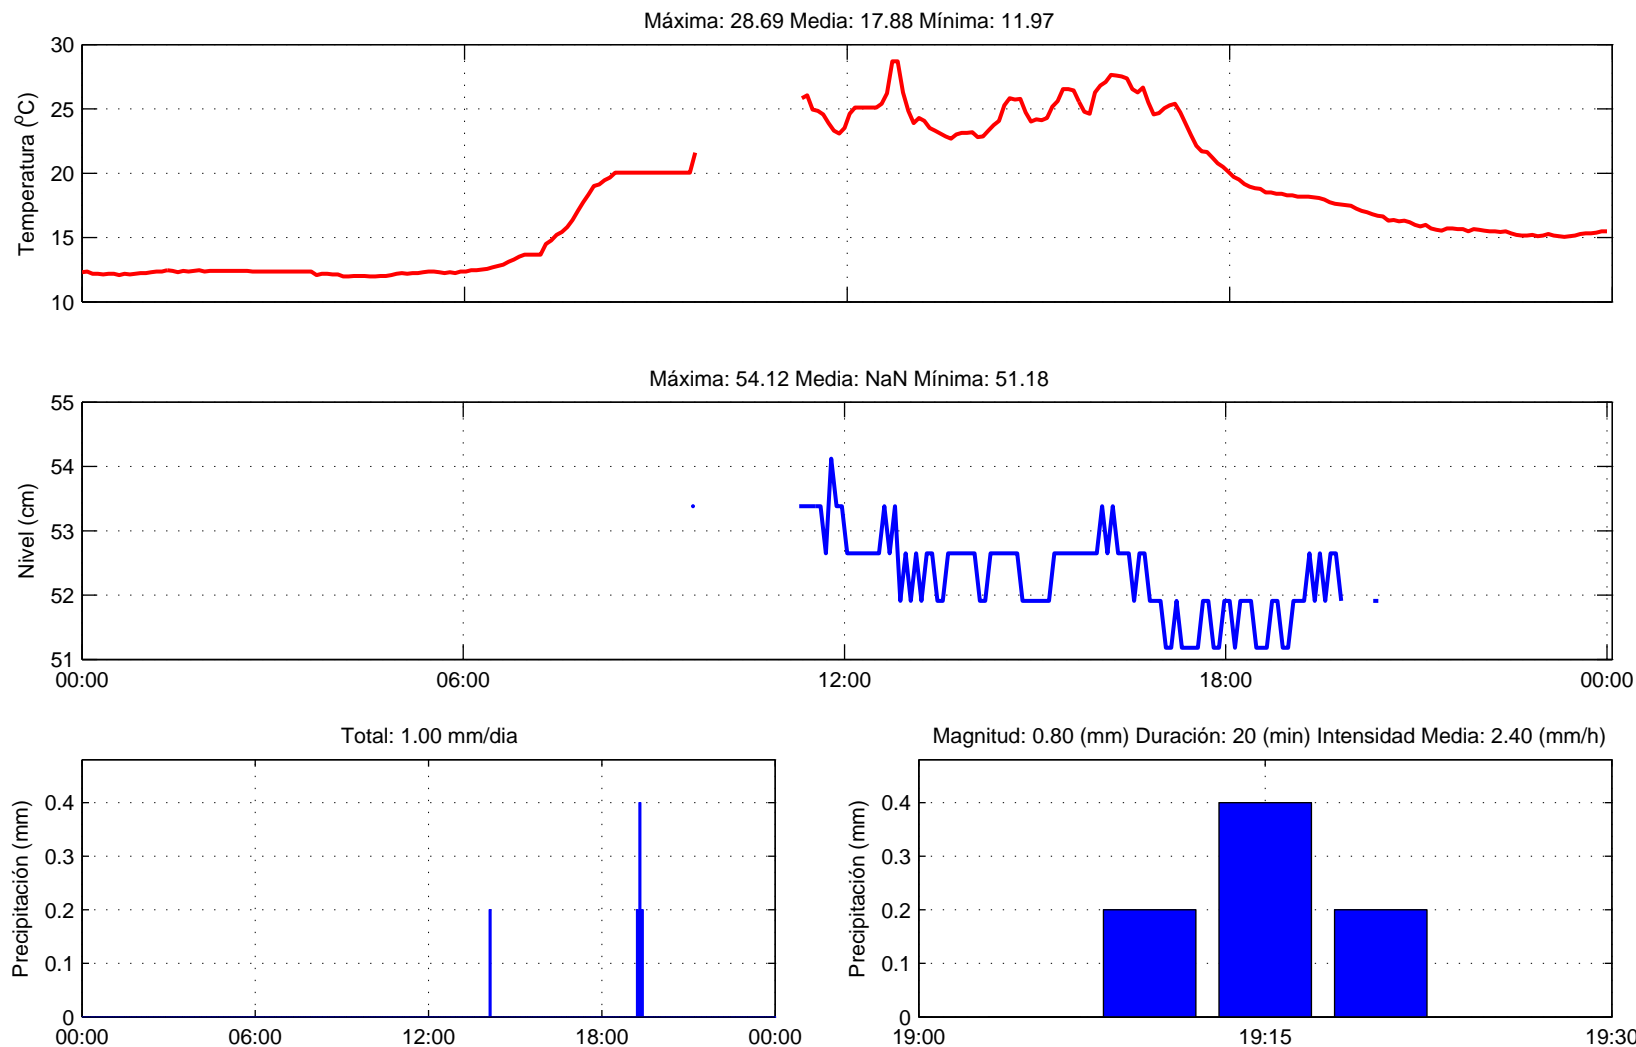 Máxima: 28.69 Media: 17.88 Mínima: 11.97
Temperatura (ºC)
30
25
20
15
10
Máxima: 54.12 Media: NaN Mínima: 51.18
Nivel (cm)
55
54
53
52
51
00:00 06:00 12:00 18:00 00:00
Total: 1.00 mm/dia
Precipitación (mm)
0.4
0.3
0.2
0.1
0
00:00 06:00 12:00 18:00 00:00
Magnitud: 0.80 (mm) Duración: 20 (min) Intensidad Media: 2.40 (mm/h)
Precipitación (mm)
0.4
0.3
0.2
0.1
0
19:00 19:15 19:30